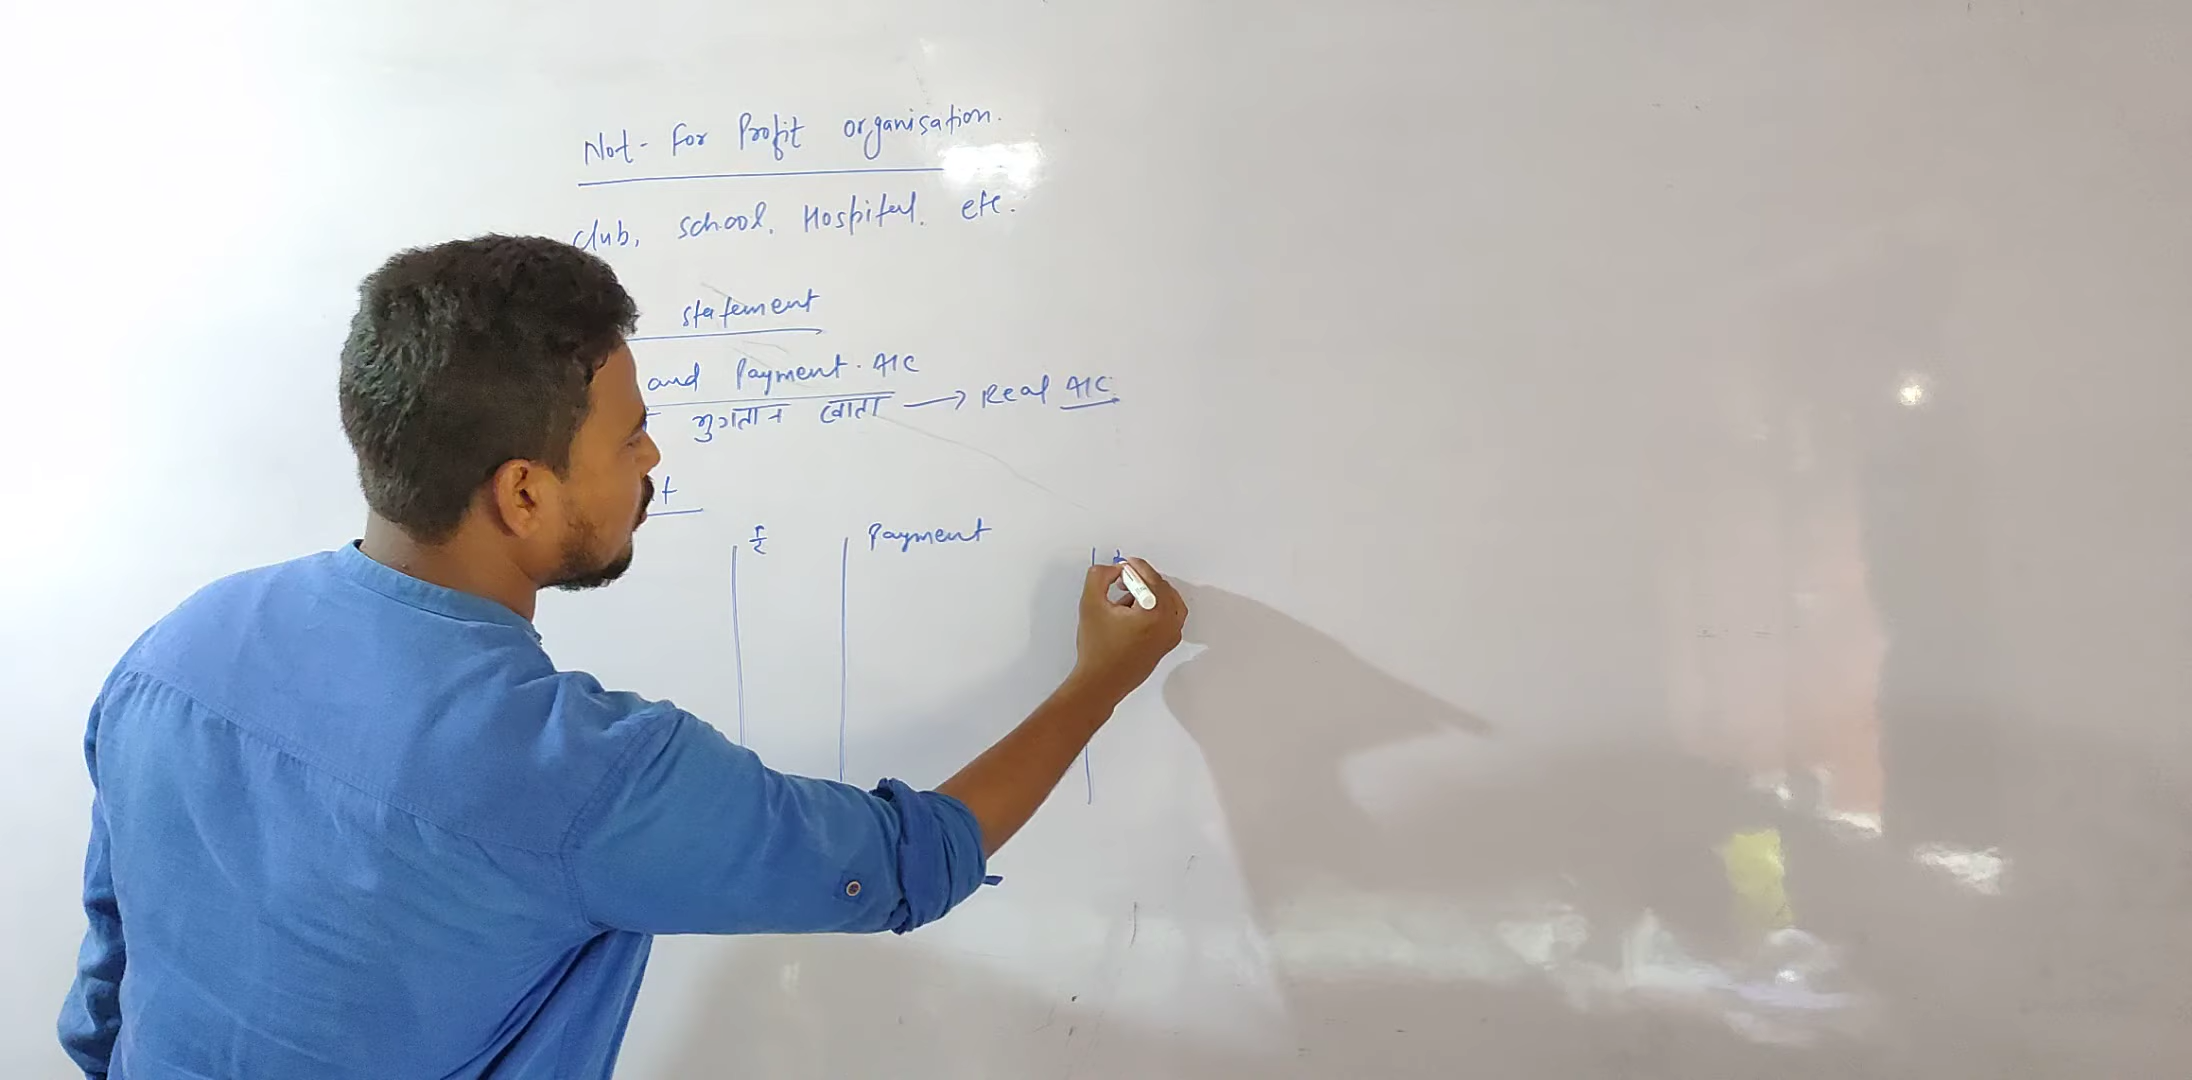 Not-For Profit organisation.
club, school, Hospital, etc.
statement
and Payment A/C
भुगतान खाता → Real A/C
₹ Payment